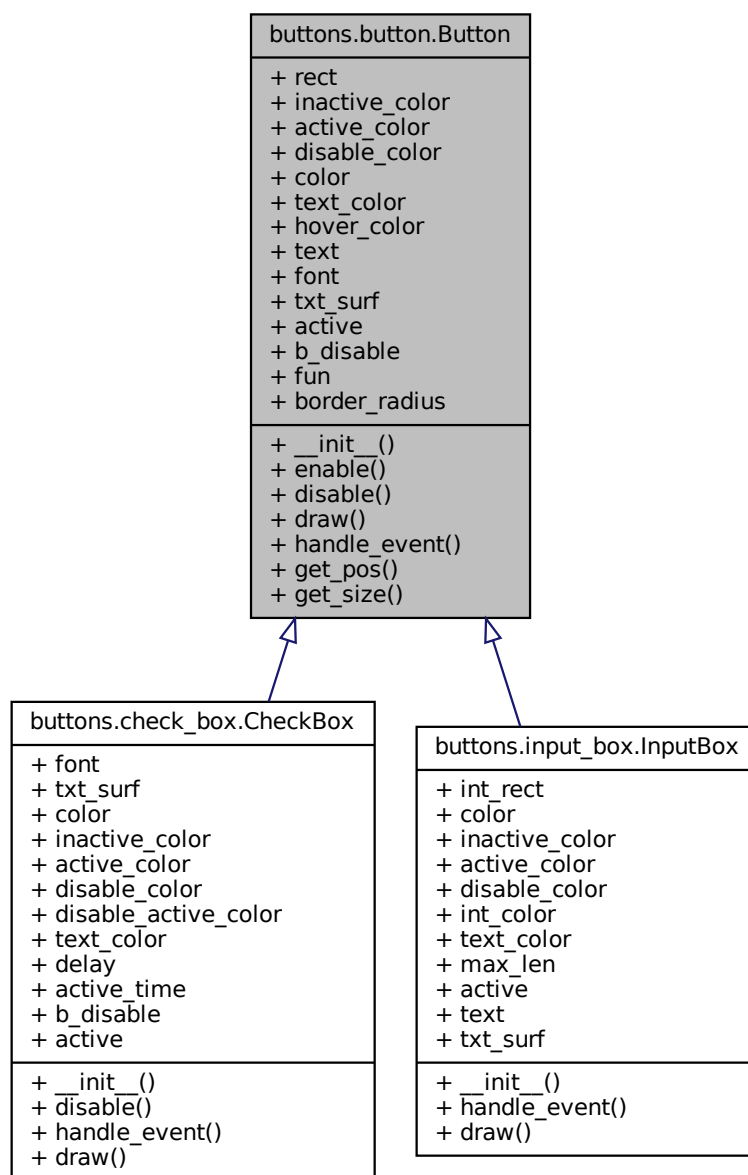 buttons.button.Button
+ rect
+ inactive_color
+ active_color
+ disable_color
+ color
+ text_color
+ hover_color
+ text
+ font
+ txt_surf
+ active
+ b_disable
+ fun
+ border_radius
+ __init__()
+ enable()
+ disable()
+ draw()
+ handle_event()
+ get_pos()
+ get_size()
buttons.check_box.CheckBox
+ font
+ txt_surf
+ color
+ inactive_color
+ active_color
+ disable_color
+ disable_active_color
+ text_color
+ delay
+ active_time
+ b_disable
+ active
+ __init__()
+ disable()
+ handle_event()
+ draw()
buttons.input_box.InputBox
+ int_rect
+ color
+ inactive_color
+ active_color
+ disable_color
+ int_color
+ text_color
+ max_len
+ active
+ text
+ txt_surf
+ __init__()
+ handle_event()
+ draw()